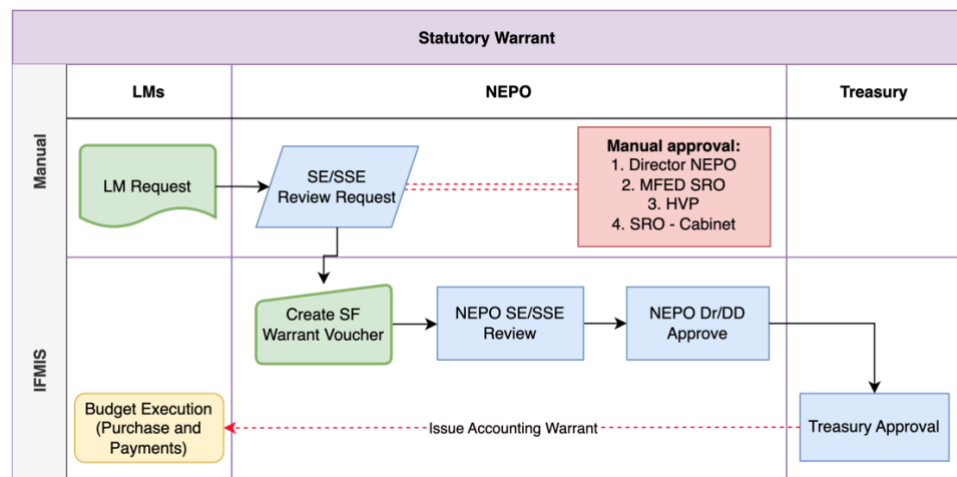 Statutory Warrant
LMs
NEPO
Treasury
Manual
LM Request
SE/SSE
Review Request
Manual approval:
1. Director NEPO
2. MFED SRO
3. HVP
4. SRO - Cabinet
IFMIS
Create SF
Warrant Voucher
NEPO SE/SSE
Review
NEPO Dr/DD
Approve
Budget Execution
(Purchase and
Payments)
Issue Accounting Warrant
Treasury Approval